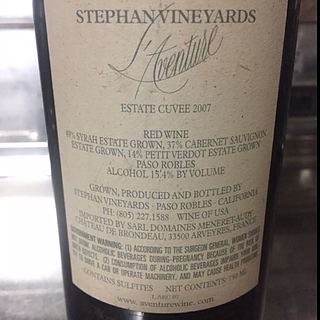 STEPHAN VINEYARDS
L'Aventure
ESTATE CUVEE 2007
RED WINE
49% SYRAH ESTATE GROWN, 37% CABERNET SAUVIGNON
ESTATE GROWN, 14% PETIT VERDOT ESTATE GROWN
PASO ROBLES
ALCOHOL 15.4% BY VOLUME
GROWN, PRODUCED AND BOTTLED BY
STEPHAN VINEYARDS - PASO ROBLES - CALIFORNIA
PH: (805) 227.1588 WINE OF USA
IMPORTED BY SARL DOMAINES MENERET-AUDY
CHATEAU DE BRONDEAU, 33500 ARVEYRES, FRANCE
GOVERNMENT WARNING: (1) ACCORDING TO THE SURGEON GENERAL, WOMEN SHOULD
NOT DRINK ALCOHOLIC BEVERAGES DURING PREGNANCY BECAUSE OF THE RISK OF
BIRTH DEFECTS. (2) CONSUMPTION OF ALCOHOLIC BEVERAGES IMPAIRS YOUR ABILITY
TO DRIVE A CAR OR OPERATE MACHINERY, AND MAY CAUSE HEALTH PROBLEMS
CONTAINS SULFITES NET CONTENTS 750 ML
www.aventurewine.com